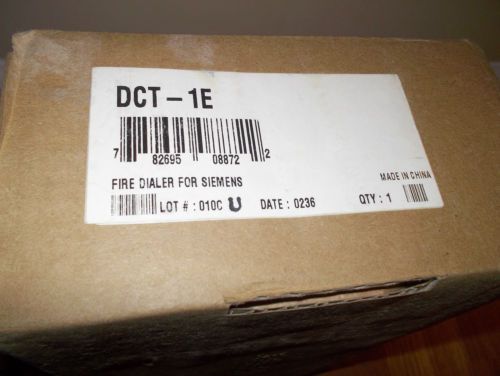 DCT - 1E
7 82695 08872 2
FIRE DIALER FOR SIEMENS
MADE IN CHINA
LOT # : 010C U DATE : 0236 QTY : 1